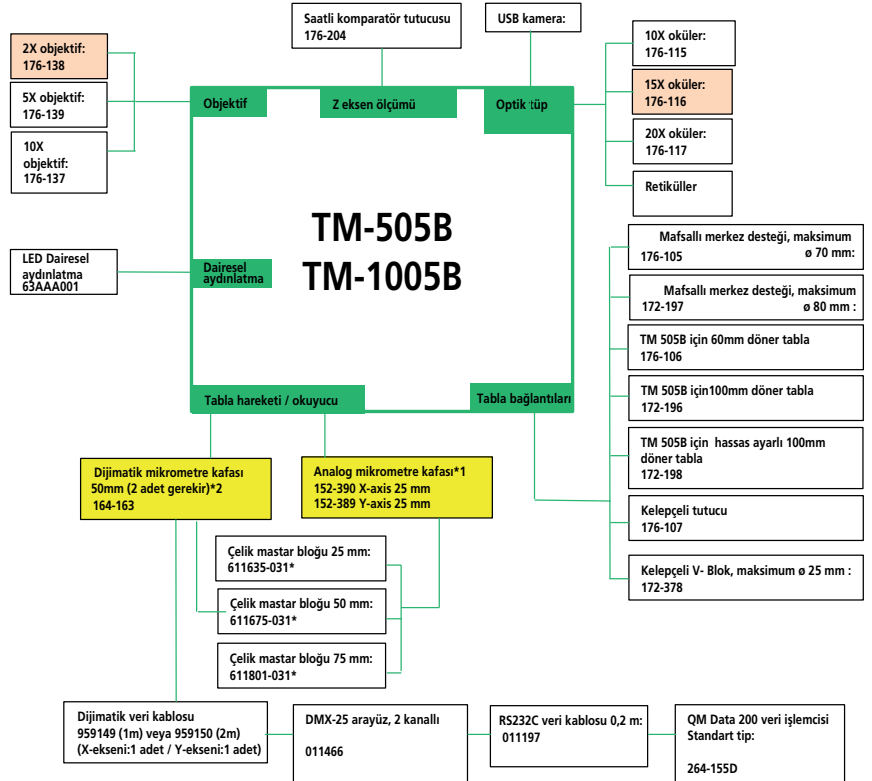 Saatli komparatör tutucusu
176-204
USB kamera:
2X objektif:
176-138
5X objektif:
176-139
10X
objektif:
176-137
10X oküler:
176-115
15X oküler:
176-116
20X oküler:
176-117
Retiküller
Objektif
Z eksen ölçümü
Optik tüp
TM-505B
TM-1005B
LED Dairesel
aydınlatma
63AAA001
Dairesel
aydınlatma
Mafsallı merkez desteği, maksimum
176-105 ø 70 mm:
Mafsallı merkez desteği, maksimum
172-197 ø 80 mm :
TM 505B için 60mm döner tabla
176-106
TM 505B için100mm döner tabla
172-196
TM 505B için hassas ayarlı 100mm
döner tabla
172-198
Kelepçeli tutucu
176-107
Kelepçeli V- Blok, maksimum ø 25 mm :
172-378
Tabla hareketi / okuyucu
Tabla bağlantıları
Dijimatik mikrometre kafası
50mm (2 adet gerekir)*2
164-163
Analog mikrometre kafası*1
152-390 X-axis 25 mm
152-389 Y-axis 25 mm
Çelik mastar bloğu 25 mm:
611635-031*
Çelik mastar bloğu 50 mm:
611675-031*
Çelik mastar bloğu 75 mm:
611801-031*
Dijimatik veri kablosu
959149 (1m) veya 959150 (2m)
(X-ekseni:1 adet / Y-ekseni:1 adet)
DMX-25 arayüz, 2 kanallı
011466
RS232C veri kablosu 0,2 m:
011197
QM Data 200 veri işlemcisi
Standart tip:
264-155D